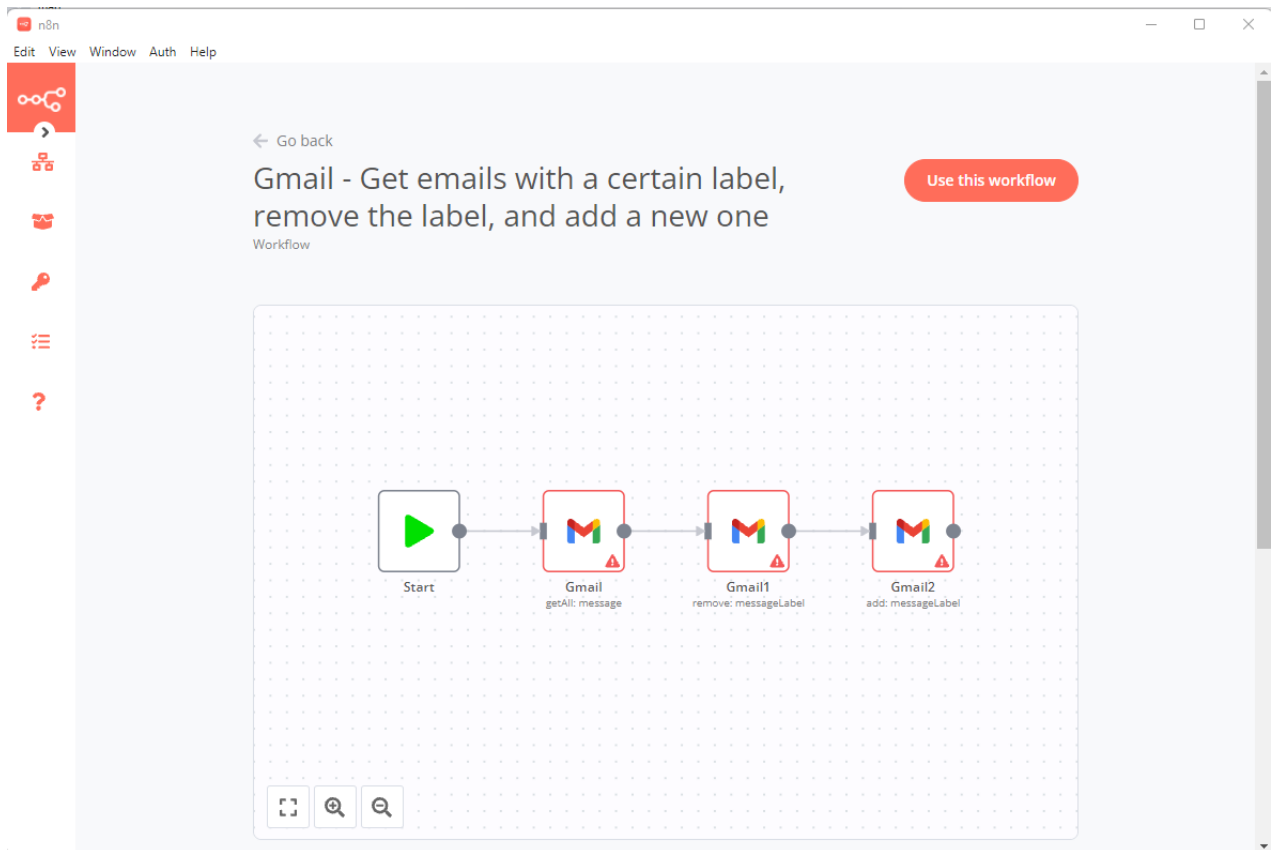 n8n
Edit View Window Auth Help
Go back
Gmail - Get emails with a certain label,
remove the label, and add a new one
Use this workflow
Workflow
Start
Gmail
getAll: message
Gmail1
remove: messageLabel
Gmail2
add: messageLabel